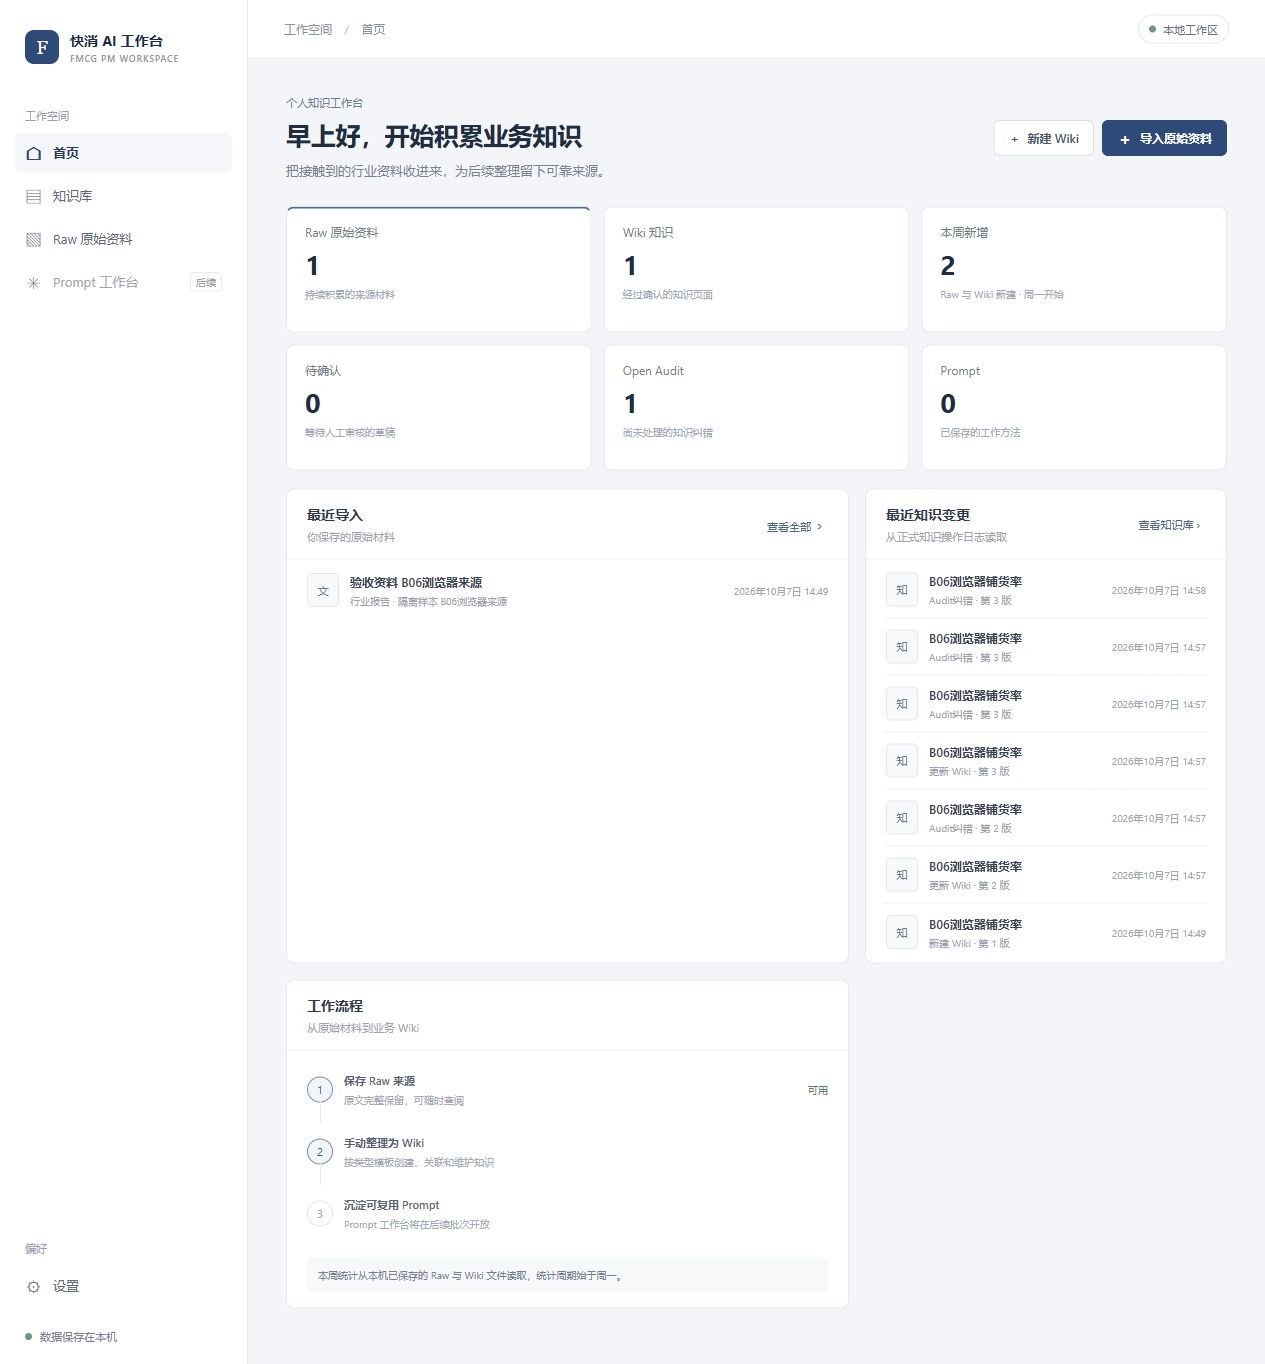 F
快消 AI 工作台
FMCG PM WORKSPACE
工作空间
首页
知识库
Raw 原始资料
Prompt 工作台
后续
偏好
设置
数据保存在本机
工作空间 / 首页
本地工作区
个人知识工作台
早上好，开始积累业务知识
把接触到的行业资料收进来，为后续整理留下可靠来源。
+ 新建 Wiki
+ 导入原始资料
Raw 原始资料
1
持续积累的来源材料
Wiki 知识
1
经过确认的知识页面
本周新增
2
Raw 与 Wiki 新建 · 周一开始
待确认
0
等待人工审核的草稿
Open Audit
1
尚未处理的知识纠错
Prompt
0
已保存的工作方法
最近导入
你保存的原始材料
查看全部 ›
文
验收资料 B06浏览器来源
行业报告 · 隔离样本 B06浏览器来源
2026年10月7日 14:49
最近知识变更
从正式知识操作日志读取
查看知识库 ›
知
B06浏览器铺货率
Audit纠错 · 第 3 版
2026年10月7日 14:58
知
B06浏览器铺货率
Audit纠错 · 第 3 版
2026年10月7日 14:57
知
B06浏览器铺货率
Audit纠错 · 第 3 版
2026年10月7日 14:57
知
B06浏览器铺货率
更新 Wiki · 第 3 版
2026年10月7日 14:57
知
B06浏览器铺货率
Audit纠错 · 第 2 版
2026年10月7日 14:57
知
B06浏览器铺货率
更新 Wiki · 第 2 版
2026年10月7日 14:57
知
B06浏览器铺货率
新建 Wiki · 第 1 版
2026年10月7日 14:49
工作流程
从原始材料到业务 Wiki
1
保存 Raw 来源
原文完整保留，可随时查阅
可用
2
手动整理为 Wiki
按类型模板创建、关联和维护知识
3
沉淀可复用 Prompt
Prompt 工作台将在后续批次开放
本周统计从本机已保存的 Raw 与 Wiki 文件读取，统计周期始于周一。